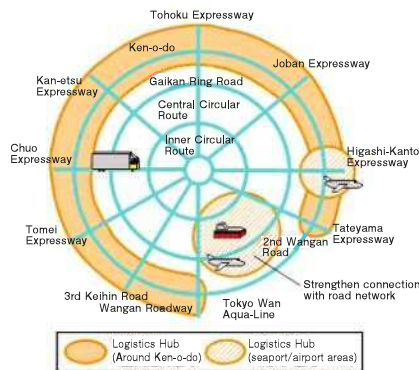 Tohoku Expressway
Ken-o-do
Joban Expressway
Kan-etsu
Expressway
Gaikan Ring Road
Central Circular
Route
Inner Circular
Route
Chuo
Expressway
Higashi-Kanto
Expressway
Tomei
Expressway
2nd Wangan
Road
Tateyama
Expressway
3rd Keihin Road
Wangan Roadway
Tokyo Wan
Aqua-Line
Strengthen connection
with road network
Logistics Hub
(Around Ken-o-do)
Logistics Hub
(seaport/airport areas)